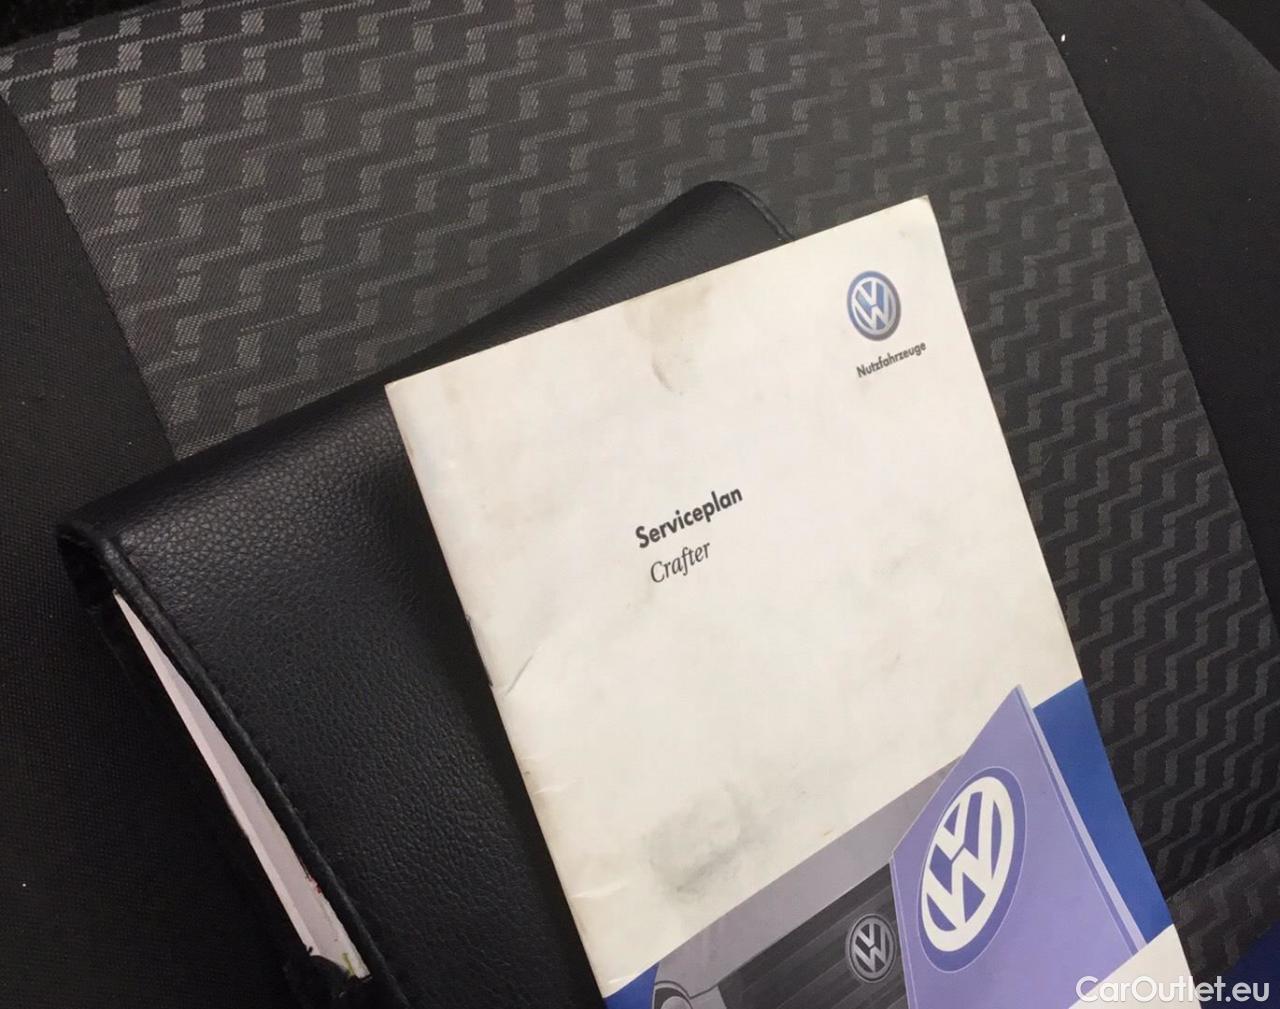 Nutzfahrzeuge
Serviceplan
Crafter
CarOutlet.eu